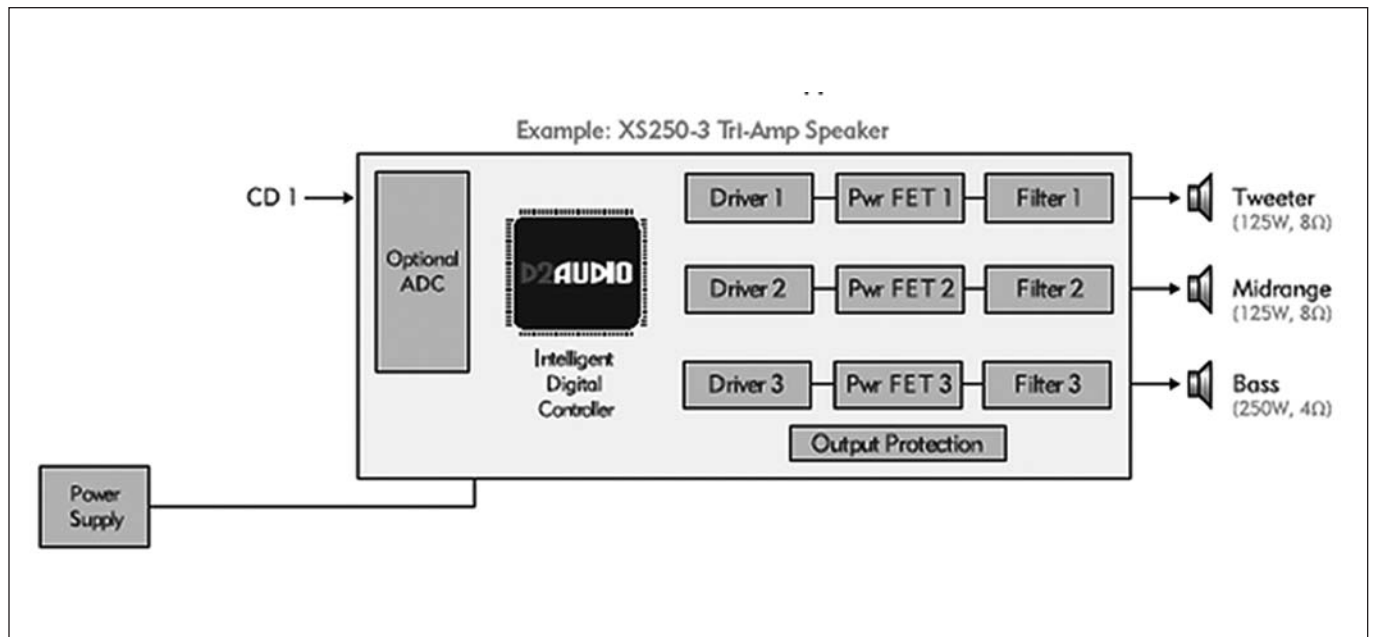 Example: XS250-3 Tri-Amp Speaker
CD 1
Optional
ADC
D2AUDIO
Intelligent
Digital
Controller
Driver 1
Pwr FET 1
Filter 1
Tweeter
(125W, 8Ω)
Driver 2
Pwr FET 2
Filter 2
Midrange
(125W, 8Ω)
Driver 3
Pwr FET 3
Filter 3
Bass
(250W, 4Ω)
Output Protection
Power
Supply